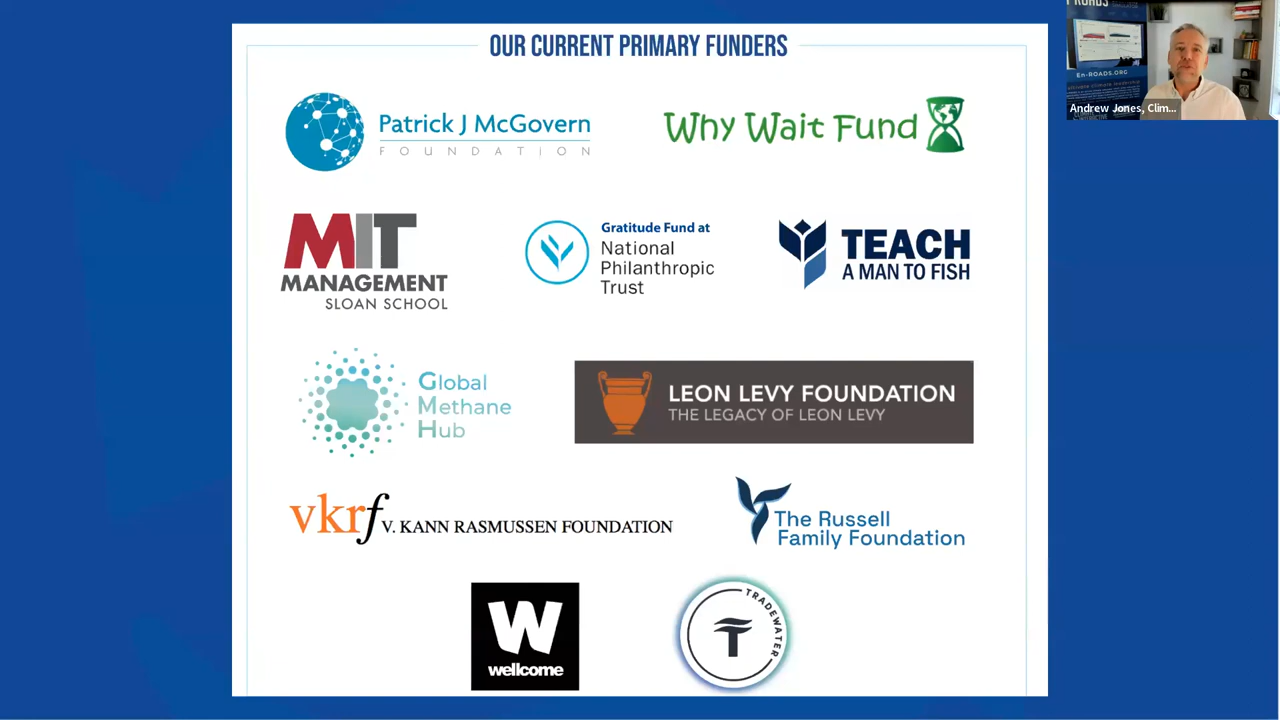 OUR CURRENT PRIMARY FUNDERS
Patrick J McGovern
FOUNDATION
Why Wait Fund
MIT
MANAGEMENT
SLOAN SCHOOL
Gratitude Fund at
National
Philanthropic
Trust
TEACH
A MAN TO FISH
Global
Methane
Hub
LEON LEVY FOUNDATION
THE LEGACY OF LEON LEVY
vkrf V. KANN RASMUSSEN FOUNDATION
The Russell
Family Foundation
W
wellcome
TRADEWATER
T
En-ROADS.ORG
Andrew Jones, Clim...